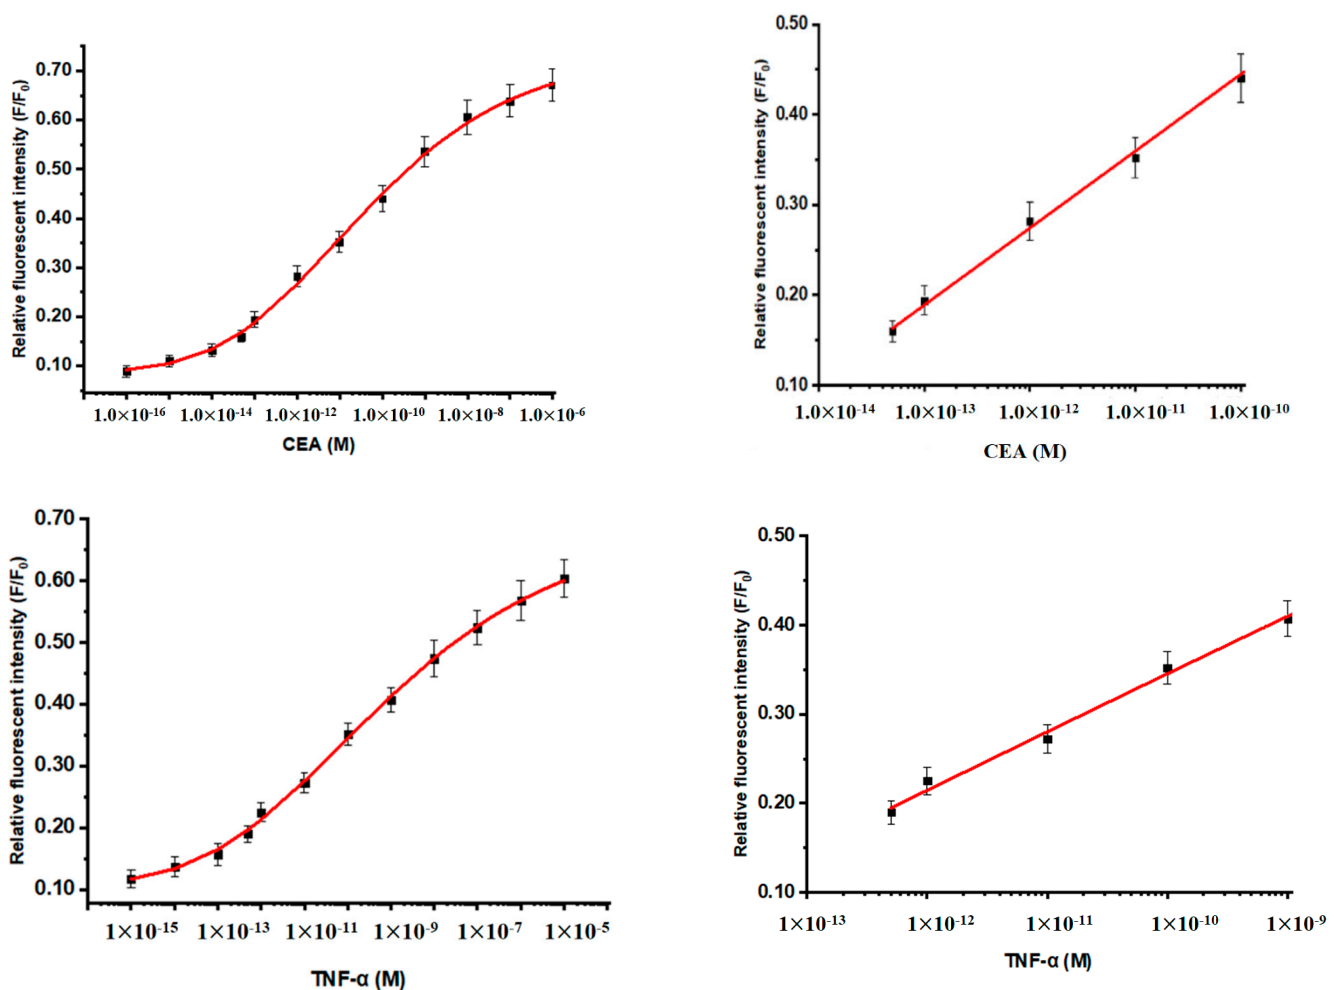 Relative fluorescent intensity (F/F₀)
0.70
0.60
0.50
0.40
0.30
0.20
0.10
1.0×10⁻¹⁶ 1.0×10⁻¹⁴ 1.0×10⁻¹² 1.0×10⁻¹⁰ 1.0×10⁻⁸ 1.0×10⁻⁶
CEA (M)
Relative fluorescent intensity (F/F₀)
0.50
0.40
0.30
0.20
0.10
1.0×10⁻¹⁴ 1.0×10⁻¹³ 1.0×10⁻¹² 1.0×10⁻¹¹ 1.0×10⁻¹⁰
CEA (M)
Relative fluorescent intensity (F/F₀)
0.70
0.60
0.50
0.40
0.30
0.20
0.10
1×10⁻¹⁵ 1×10⁻¹³ 1×10⁻¹¹ 1×10⁻⁹ 1×10⁻⁷ 1×10⁻⁵
TNF-α (M)
Relative fluorescent intensity (F/F₀)
0.50
0.40
0.30
0.20
0.10
1×10⁻¹³ 1×10⁻¹² 1×10⁻¹¹ 1×10⁻¹⁰ 1×10⁻⁹
TNF-α (M)